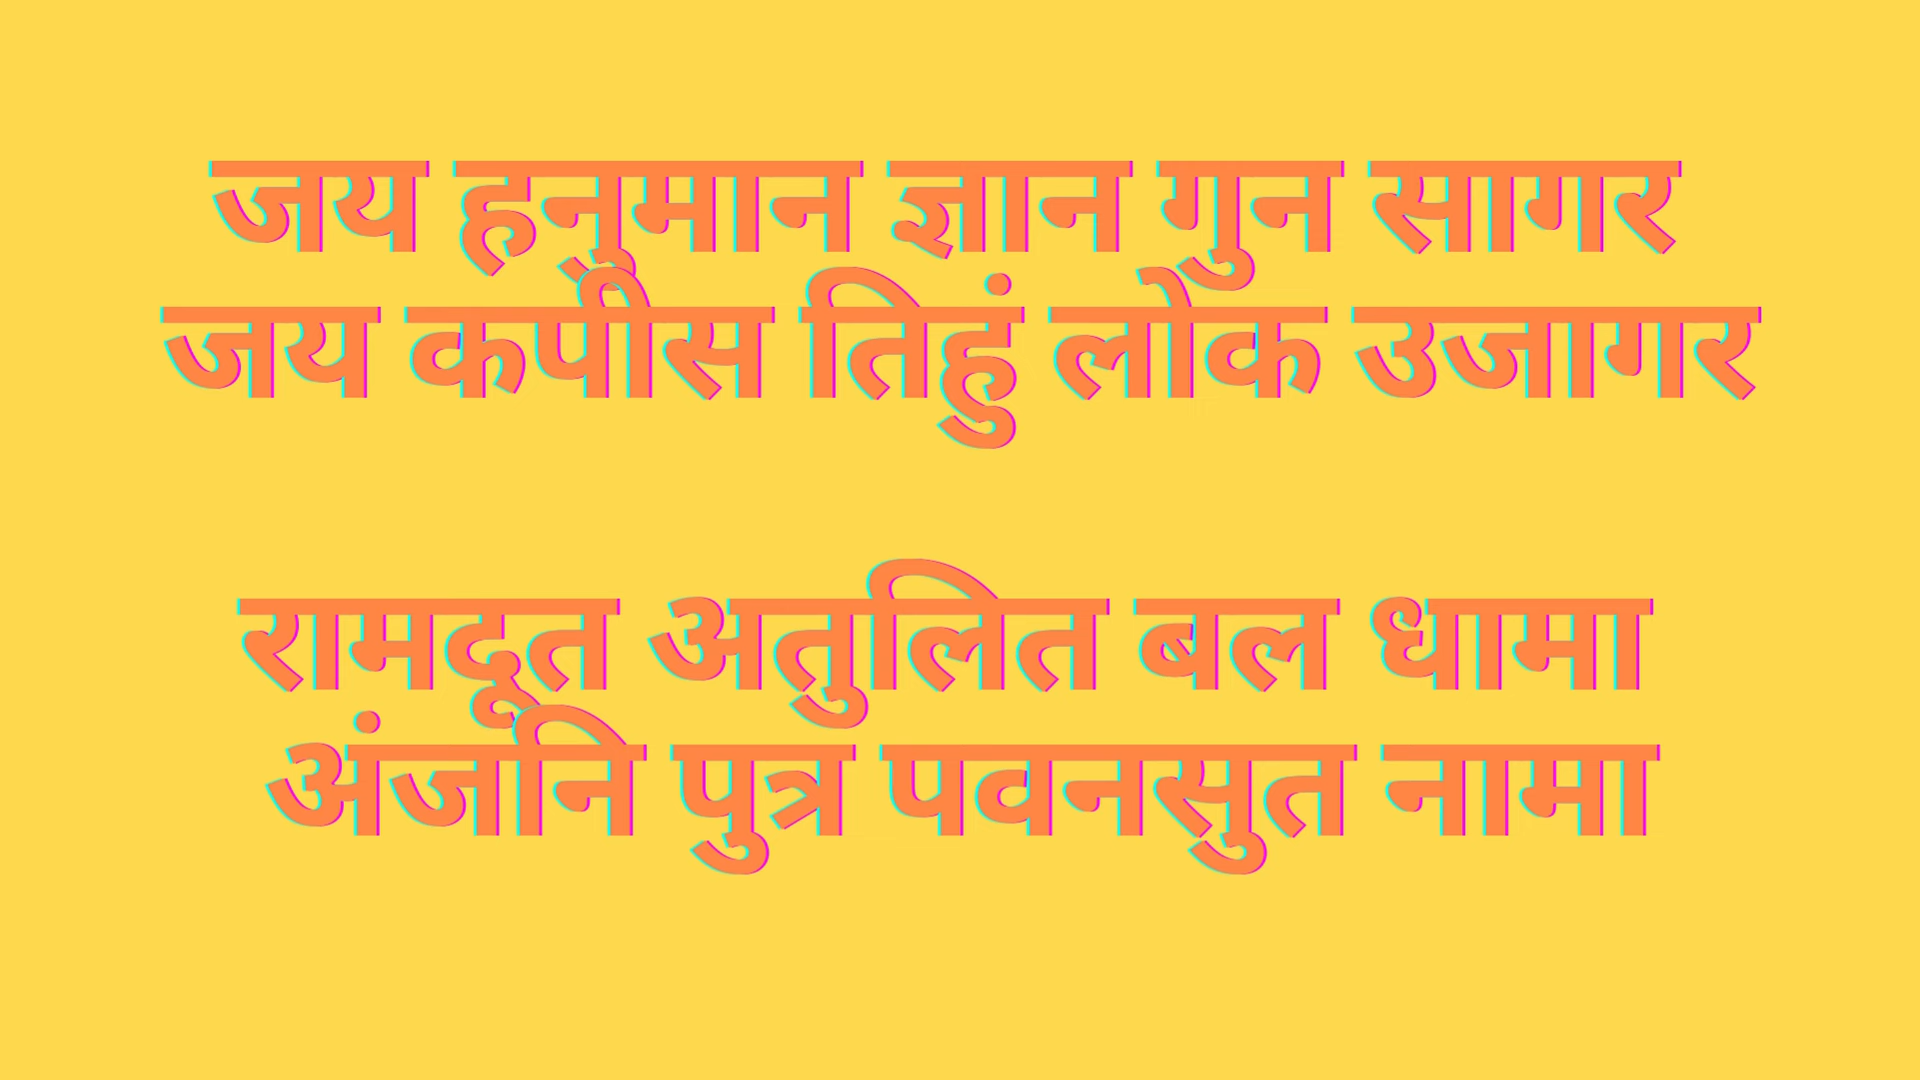 जय हनुमान ज्ञान गुन सागर
जय कपीस तिहुं लोक उजागर
रामदूत अतुलित बल धामा
अंजनि पुत्र पवनसुत नामा